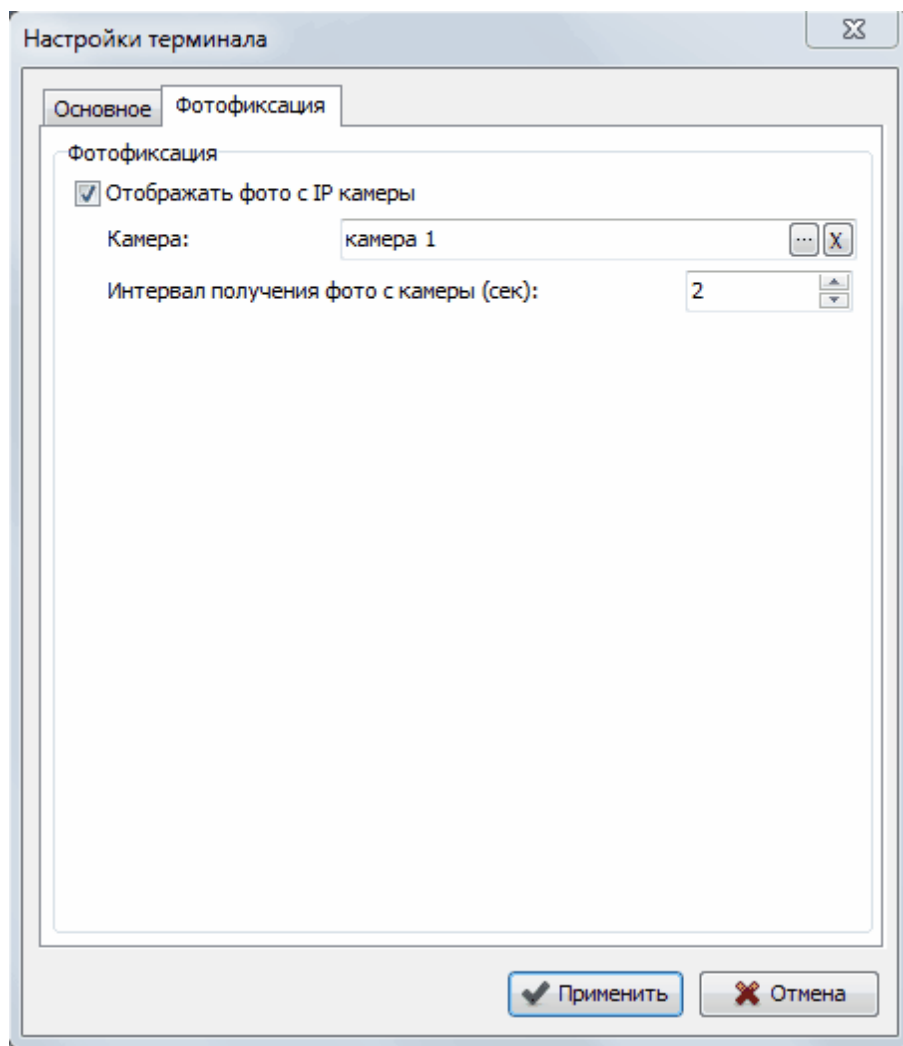 Настройки терминала
Основное Фотофиксация
Фотофиксация
Отображать фото с IP камеры
Камера: камера 1 ... X
Интервал получения фото с камеры (сек): 2
Применить Отмена